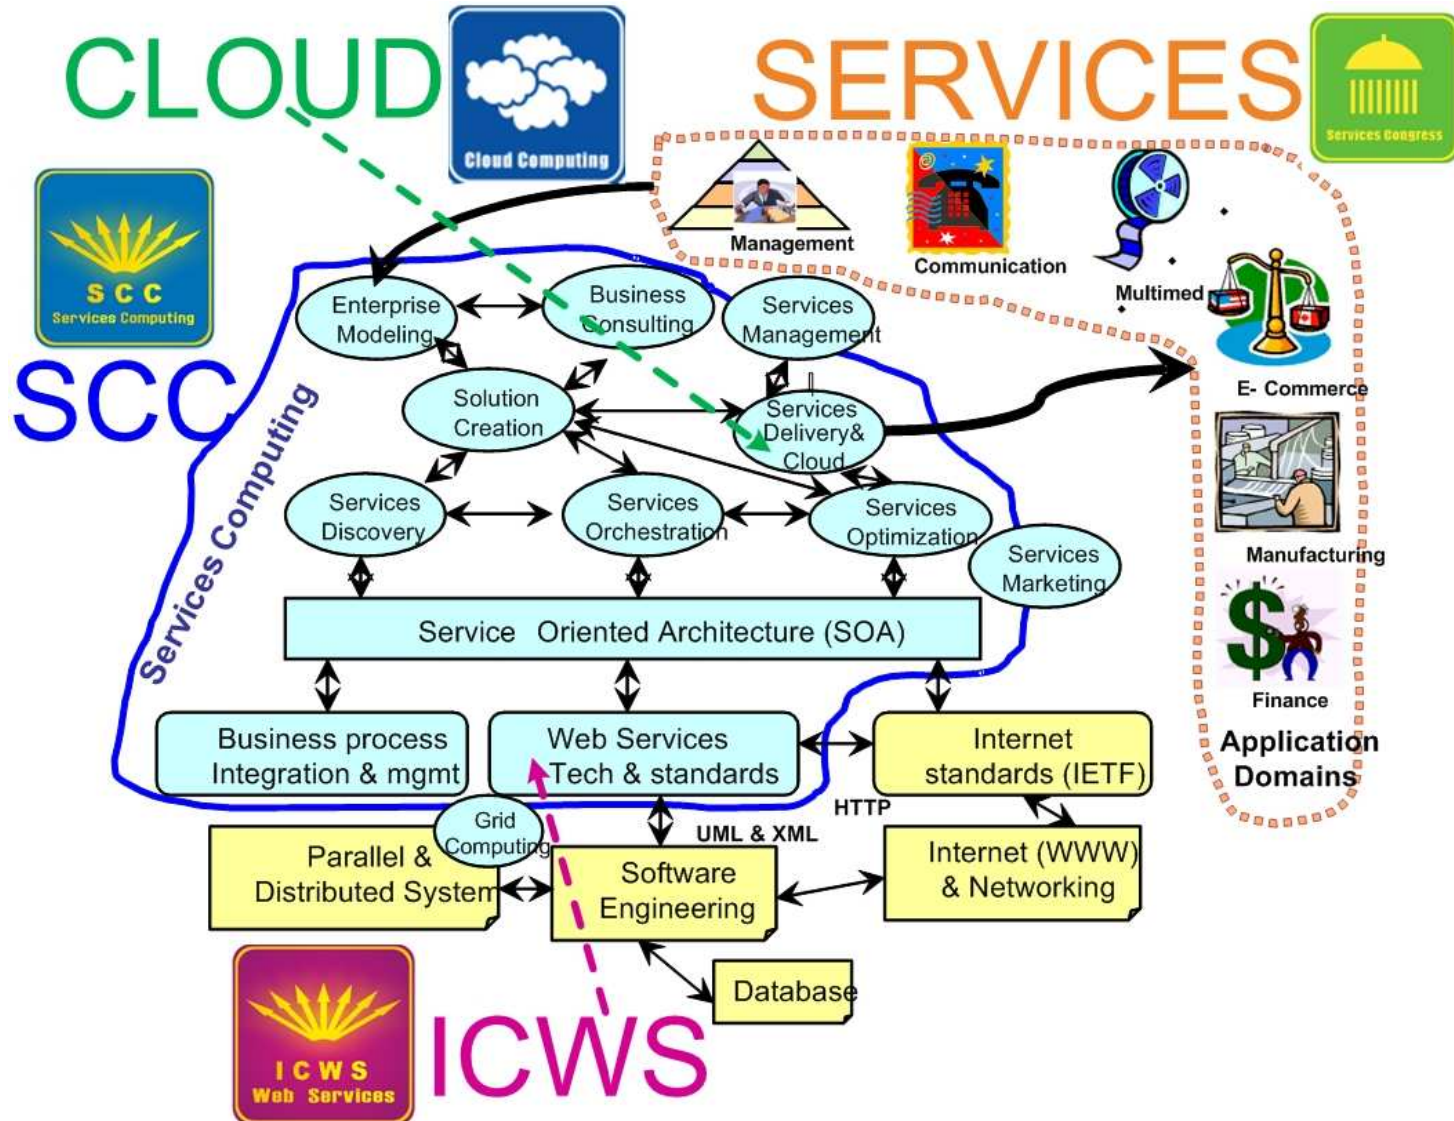 CLOUD
Cloud Computing
SERVICES
Services Congress
SCC
Services Computing
SCC
Services Computing
Management
Communication
Multimed
E- Commerce
Manufacturing
Finance
Application
Domains
Enterprise
Modeling
Business
Consulting
Services
Management
Solution
Creation
Services
Delivery&
Cloud
Services
Discovery
Services
Orchestration
Services
Optimization
Services
Marketing
Service Oriented Architecture (SOA)
Business process
Integration & mgmt
Web Services
Tech & standards
Internet
standards (IETF)
HTTP
UML & XML
Grid
Computing
Parallel &
Distributed System
Software
Engineering
Internet (WWW)
& Networking
Database
ICWS
Web Services
ICWS